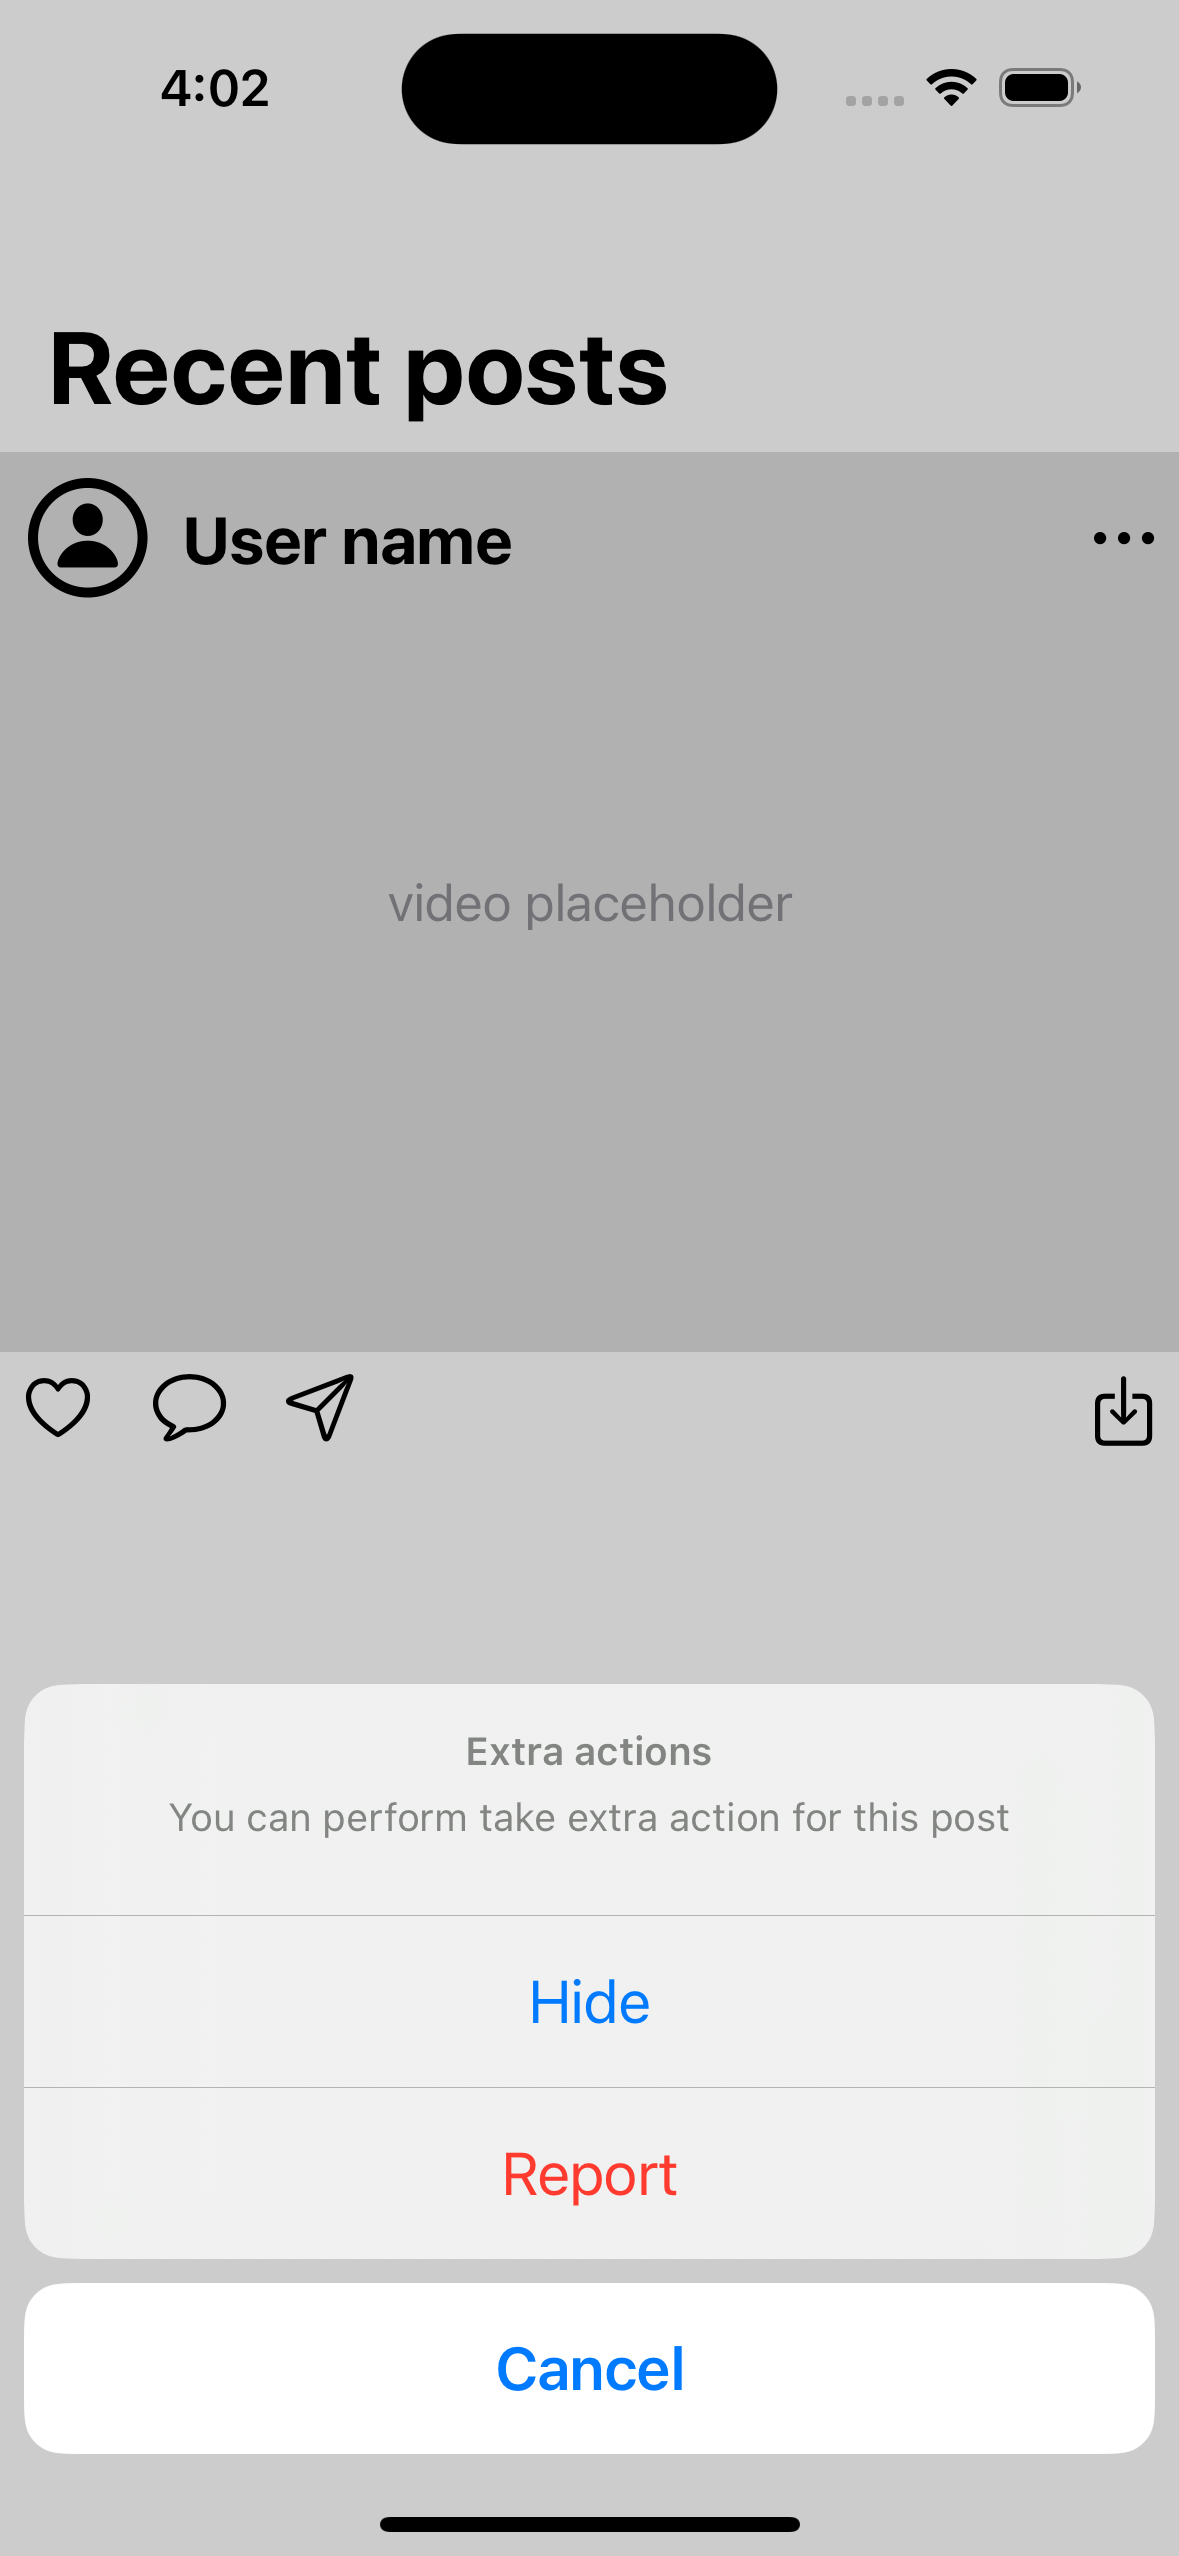 4:02
Recent posts
User name
video placeholder
Extra actions
You can perform take extra action for this post
Hide
Report
Cancel